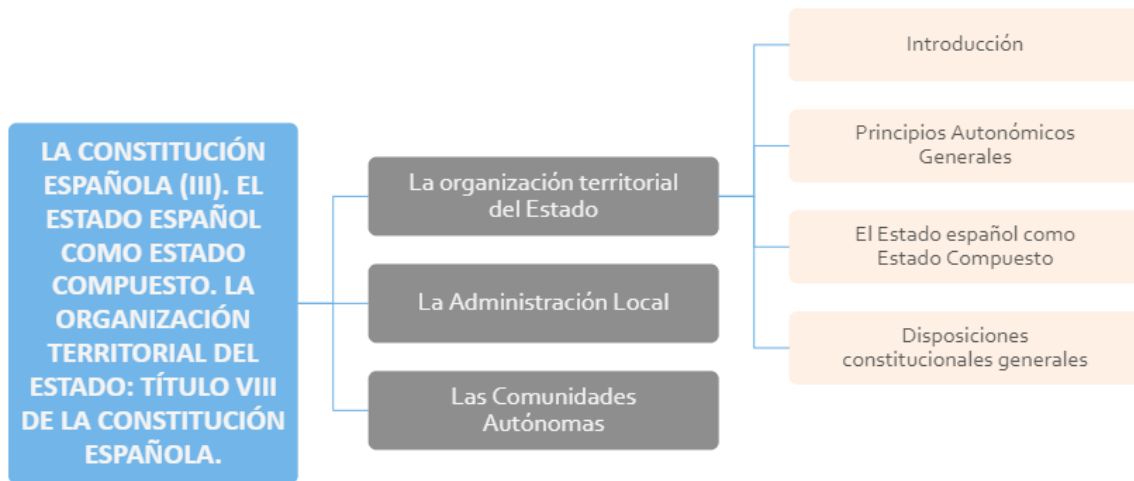 LA CONSTITUCIÓN
ESPAÑOLA (III). EL
ESTADO ESPAÑOL
COMO ESTADO
COMPUESTO. LA
ORGANIZACIÓN
TERRITORIAL DEL
ESTADO: TÍTULO VIII
DE LA CONSTITUCIÓN
ESPAÑOLA.
La organización territorial
del Estado
La Administración Local
Las Comunidades
Autónomas
Introducción
Principios Autonómicos
Generales
El Estado español como
Estado Compuesto
Disposiciones
constitucionales generales